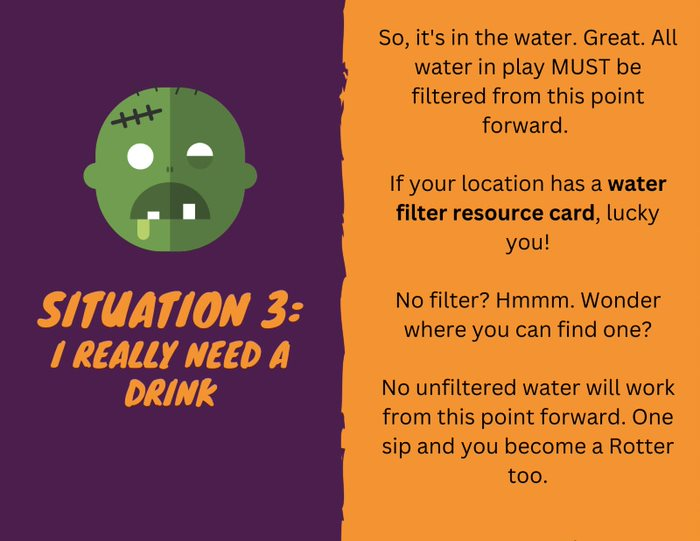 SITUATION 3:
I REALLY NEED A
DRINK
So, it's in the water. Great. All
water in play MUST be
filtered from this point
forward.
If your location has a water
filter resource card, lucky
you!
No filter? Hmmm. Wonder
where you can find one?
No unfiltered water will work
from this point forward. One
sip and you become a Rotter
too.